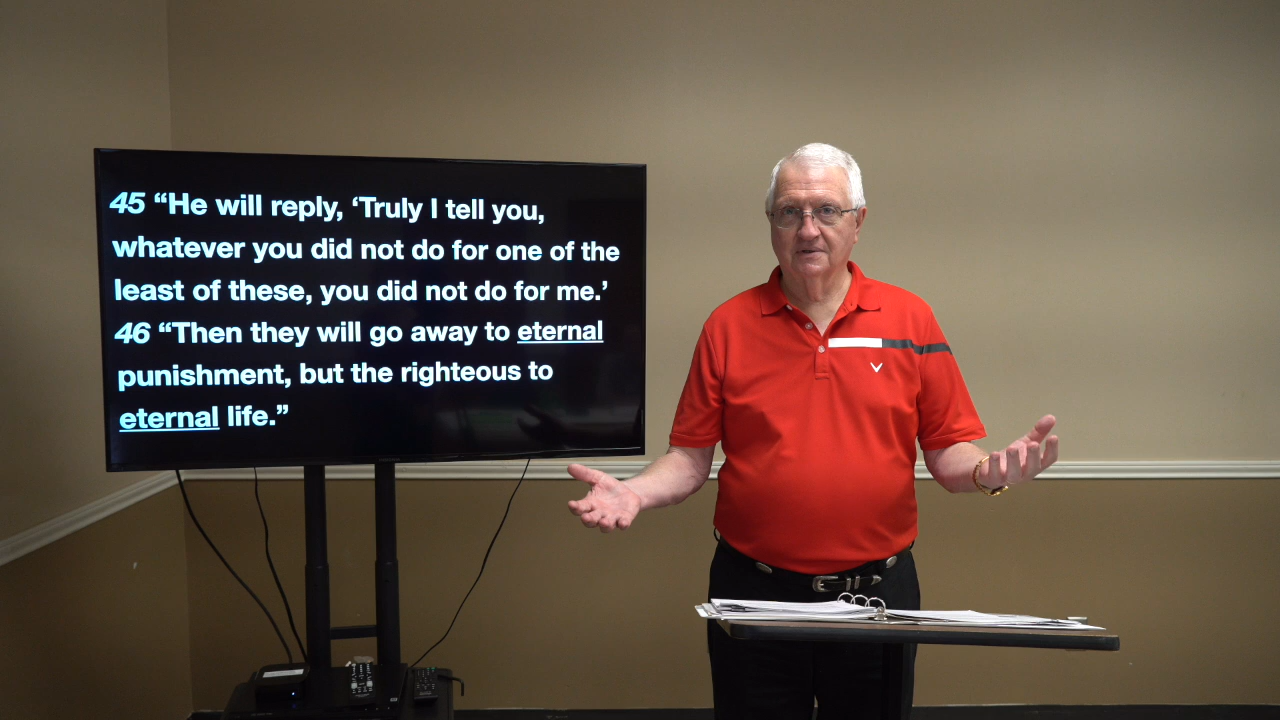 45 “He will reply, ‘Truly I tell you,
whatever you did not do for one of the
least of these, you did not do for me.’
46 “Then they will go away to eternal
punishment, but the righteous to
eternal life.”